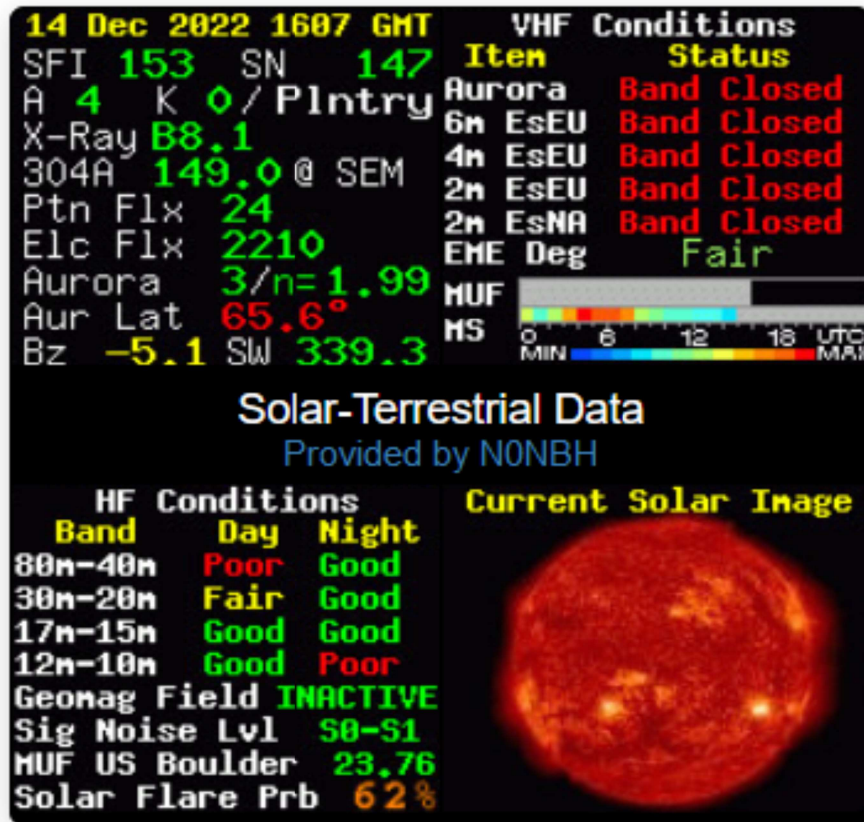 14 Dec 2022 1607 GMT
SFI 153 SN 147
A 4 K 0 / Plntry
X-Ray B8.1
304A 149.0 @ SEM
Ptn Flx 24
Elc Flx 2210
Aurora 3/n=1.99
Aur Lat 65.6°
Bz -5.1 SW 339.3
VHF Conditions
Item Status
Aurora Band Closed
6m EsEU Band Closed
4m EsEU Band Closed
2m EsEU Band Closed
2m EsNA Band Closed
EME Deg Fair
MUF
MS
0 6 12 18 UTC
MIN MAX
Solar-Terrestrial Data
Provided by N0NBH
HF Conditions
Band Day Night
80m-40m Poor Good
30m-20m Fair Good
17m-15m Good Good
12m-10m Good Poor
Geomag Field INACTIVE
Sig Noise Lvl S0-S1
MUF US Boulder 23.76
Solar Flare Prb 62%
Current Solar Image